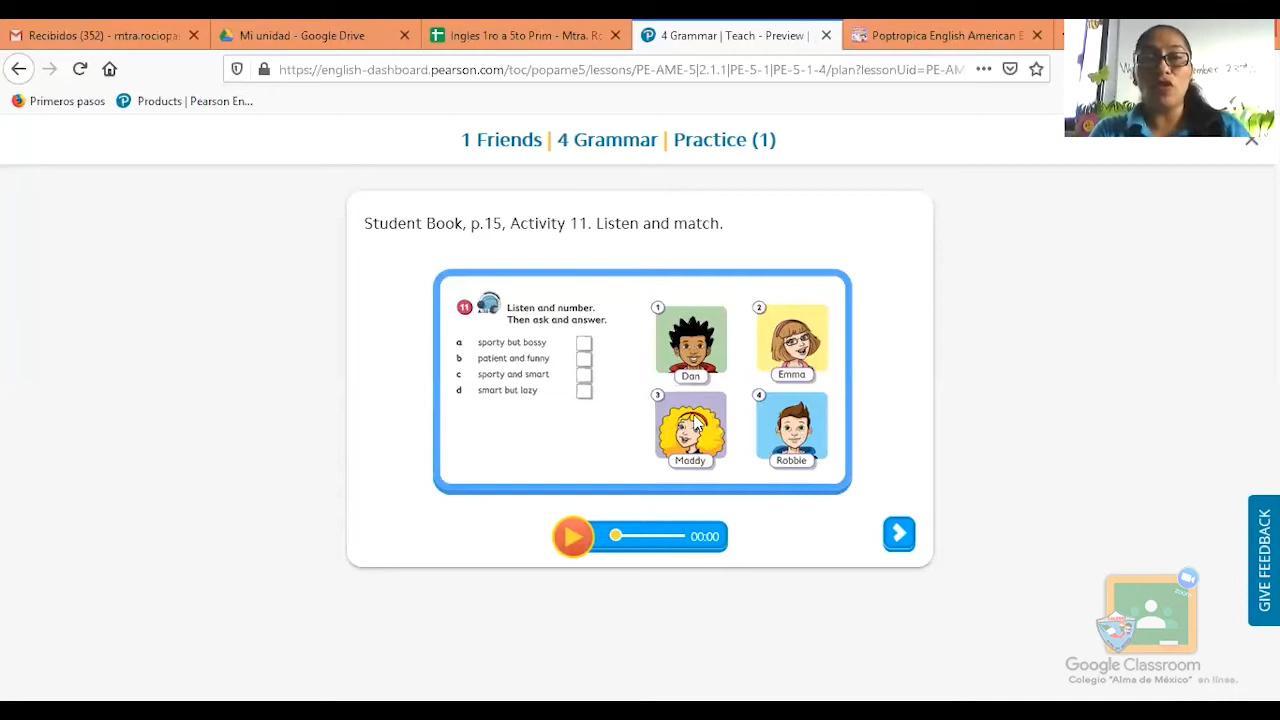 Recibidos (352) - mtra.rociopa
Mi unidad - Google Drive
Ingles 1ro a 5to Prim - Mtra. Ro
4 Grammar | Teach - Preview |
Poptropica English American E
https://english-dashboard.pearson.com/toc/popame5/lessons/PE-AME-5|2.1.1|PE-5-1|PE-5-1-4/plan?lessonUid=PE-AM
Primeros pasos
Products | Pearson En...
1 Friends | 4 Grammar | Practice (1)
Student Book, p.15, Activity 11. Listen and match.
11 Listen and number.
Then ask and answer.
a sporty but bossy
b patient and funny
c sporty and smart
d smart but lazy
1
Dan
2
Emma
3
Maddy
4
Robbie
00:00
GIVE FEEDBACK
zoom
Google Classroom
Colegio "Alma de México" en línea.